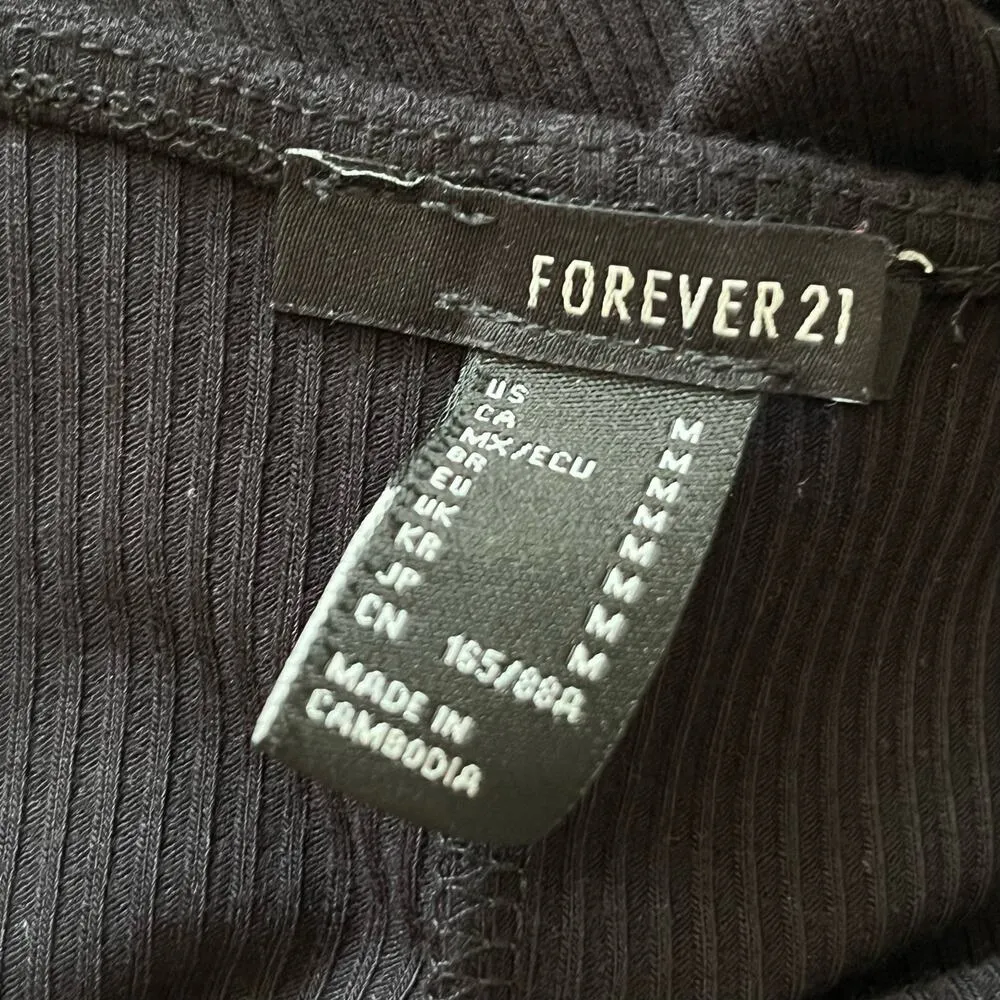 FOREVER 21
US M
CA M
MX/ECU M
BR M
EU M
UK M
KR M
JP M
CN 165/88A
MADE IN
CAMBODIA